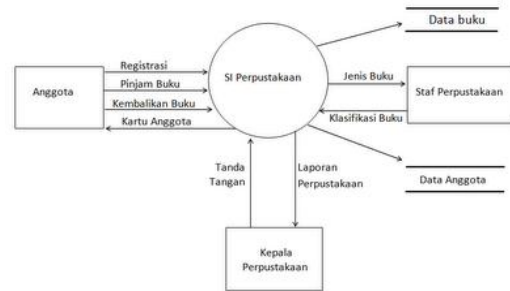 Data buku
Registrasi
SI Perpustakaan
Pinjam Buku
Jenis Buku
Anggota
Staf Perpustakaan
Kembalikan Buku
Klasifikasi Buku
Kartu Anggota
Tanda
Tangan
Laporan
Perpustakaan
Data Anggota
Kepala
Perpustakaan